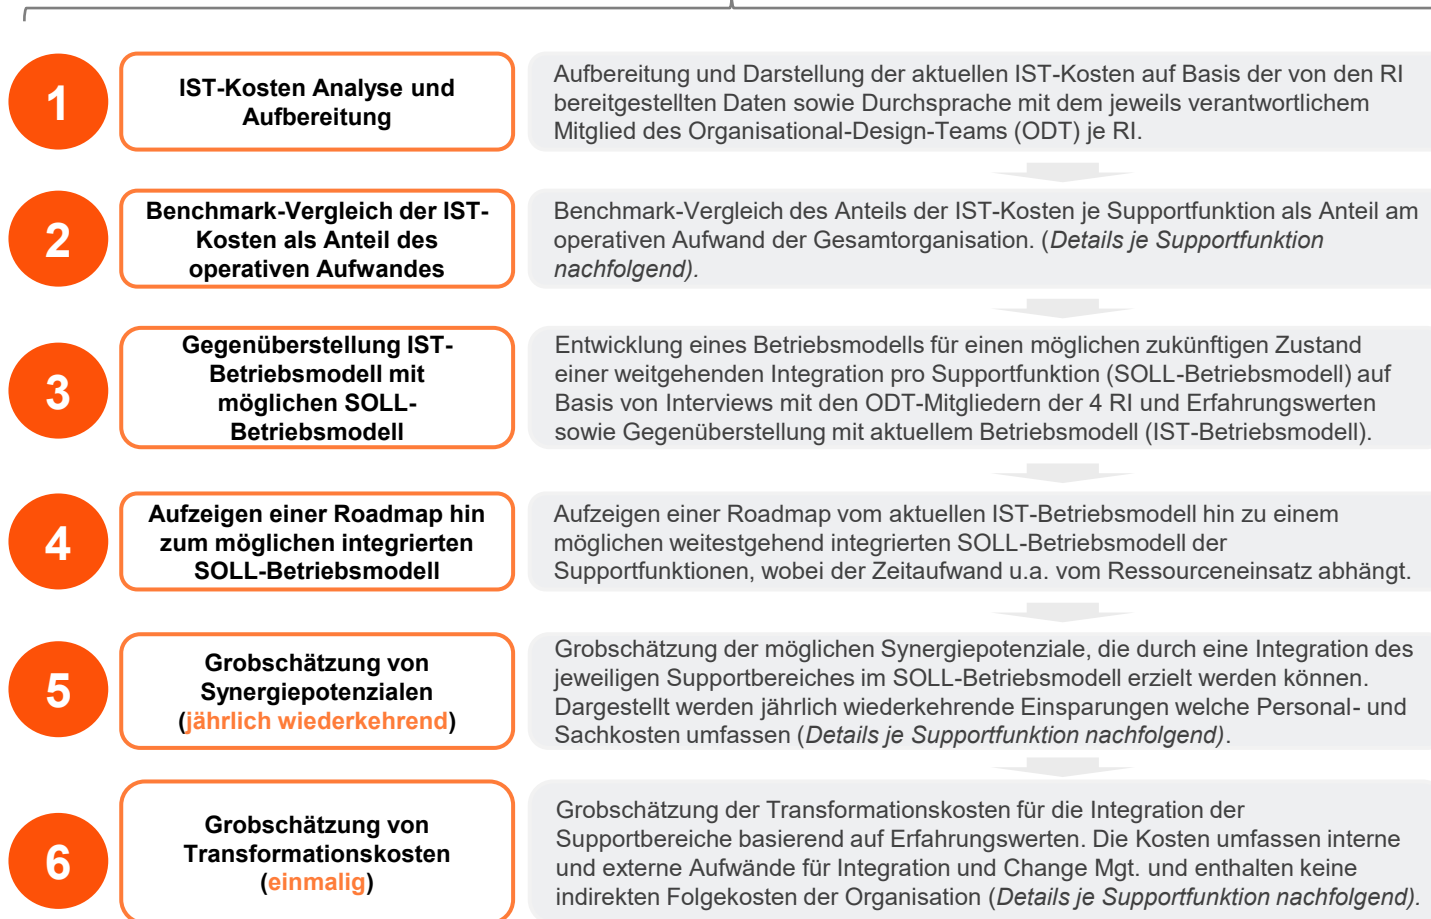 1
IST-Kosten Analyse und
Aufbereitung
Aufbereitung und Darstellung der aktuellen IST-Kosten auf Basis der von den RI
bereitgestellten Daten sowie Durchsprache mit dem jeweils verantwortlichem
Mitglied des Organisational-Design-Teams (ODT) je RI.
2
Benchmark-Vergleich der IST-
Kosten als Anteil des
operativen Aufwandes
Benchmark-Vergleich des Anteils der IST-Kosten je Supportfunktion als Anteil am
operativen Aufwand der Gesamtorganisation. (Details je Supportfunktion
nachfolgend).
3
Gegenüberstellung IST-
Betriebsmodell mit
möglichen SOLL-
Betriebsmodell
Entwicklung eines Betriebsmodells für einen möglichen zukünftigen Zustand
einer weitgehenden Integration pro Supportfunktion (SOLL-Betriebsmodell) auf
Basis von Interviews mit den ODT-Mitgliedern der 4 RI und Erfahrungswerten
sowie Gegenüberstellung mit aktuellem Betriebsmodell (IST-Betriebsmodell).
4
Aufzeigen einer Roadmap hin
zum möglichen integrierten
SOLL-Betriebsmodell
Aufzeigen einer Roadmap vom aktuellen IST-Betriebsmodell hin zu einem
möglichen weitestgehend integrierten SOLL-Betriebsmodell der
Supportfunktionen, wobei der Zeitaufwand u.a. vom Ressourceneinsatz abhängt.
5
Grobschätzung von
Synergiepotenzialen
(jährlich wiederkehrend)
Grobschätzung der möglichen Synergiepotenziale, die durch eine Integration des
jeweiligen Supportbereiches im SOLL-Betriebsmodell erzielt werden können.
Dargestellt werden jährlich wiederkehrende Einsparungen welche Personal- und
Sachkosten umfassen (Details je Supportfunktion nachfolgend).
6
Grobschätzung von
Transformationskosten
(einmalig)
Grobschätzung der Transformationskosten für die Integration der
Supportbereiche basierend auf Erfahrungswerten. Die Kosten umfassen interne
und externe Aufwände für Integration und Change Mgt. und enthalten keine
indirekten Folgekosten der Organisation (Details je Supportfunktion nachfolgend).